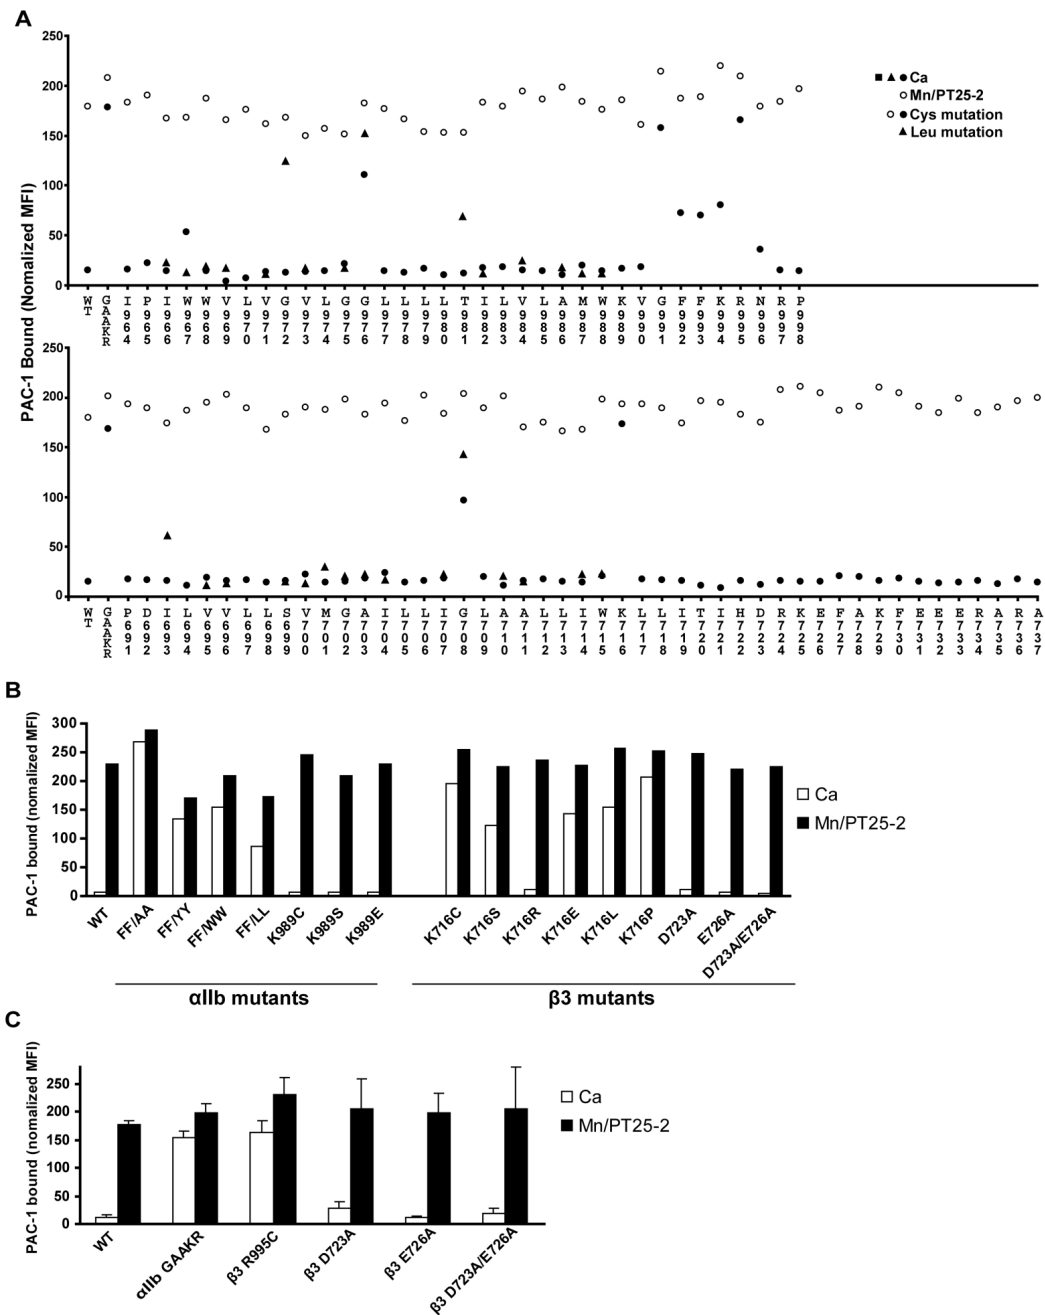 A
PAC-1 Bound (Normalized MFI)
250
200
150
100
50
0
Ca
Mn/PT25-2
Cys mutation
Leu mutation
WT GAAKR I964 P965 I966 W967 W968 V969 L970 V971 G972 V973 L974 G975 G976 L977 L978 L979 L980 T981 I982 L983 V984 L985 A986 M987 W988 K989 V990 G991 F992 F993 K994 R995 N996 R997 P998
250
200
150
100
50
0
WT GAAKR P691 D692 I693 L694 V695 V696 L697 L698 S699 V700 M701 G702 A703 I704 L705 L706 I707 G708 L709 A710 A711 L712 L713 I714 W715 K716 L717 L718 I719 T720 I721 H722 D723 R724 K725 E726 F727 A728 K729 F730 E731 E732 E733 R734 A735 R736 A737
B
PAC-1 bound (normalized MFI)
300
250
200
150
100
50
0
Ca
Mn/PT25-2
WT FF/AA FF/YY FF/WW FF/LL K989C K989S K989E K716C K716S K716R K716E K716L K716P D723A E726A D723A/E726A
αIIb mutants β3 mutants
C
PAC-1 bound (normalized MFI)
250
200
150
100
50
0
Ca
Mn/PT25-2
WT αIIb GAAKR β3 R995C β3 D723A β3 E726A β3 D723A/E726A